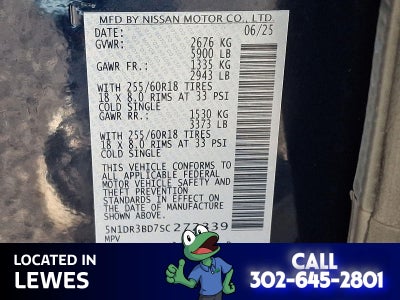 MFD BY NISSAN MOTOR CO., LTD.
DATE: 06/25
GVWR: 2676 KG
5900 LB
GAWR FR.: 1335 KG
2943 LB
WITH 255/60R18 TIRES
18 X 8.0 RIMS AT 33 PSI
COLD SINGLE
GAWR RR.: 1530 KG
3373 LB
WITH 255/60R18 TIRES
18 X 8.0 RIMS AT 33 PSI
COLD SINGLE
THIS VEHICLE CONFORMS TO
ALL APPLICABLE FEDERAL
MOTOR VEHICLE SAFETY AND
THEFT PREVENTION
STANDARDS IN EFFECT ON THE
DATE OF MANUFACTURE
SHOWN ABOVE.
MPV
LOCATED IN
LEWES
CALL
302-645-2801